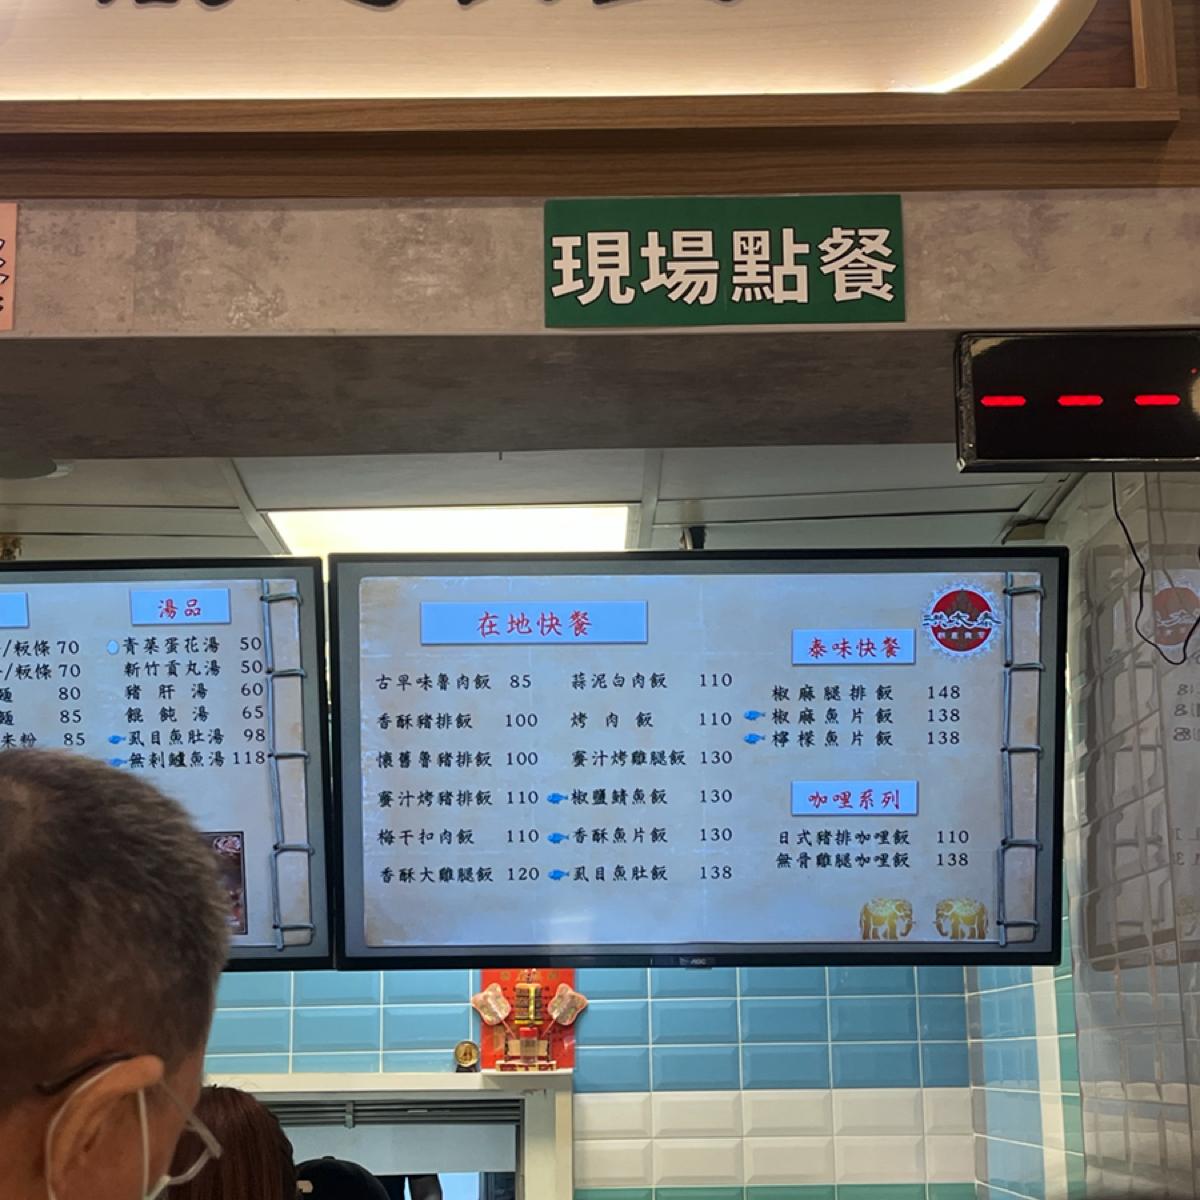 現場點餐
湯品
/粄條 70
/粄條 70
麵 80
麵 85
米粉 85
青菜蛋花湯 50
新竹貢丸湯 50
豬肝湯 60
餛飩湯 65
虱目魚肚湯 98
無刺鱸魚湯 118
在地快餐
古早味魯肉飯 85
香酥豬排飯 100
懷舊魯豬排飯 100
蜜汁烤豬排飯 110
梅干扣肉飯 110
香酥大雞腿飯 120
蒜泥白肉飯 110
烤肉飯 110
蜜汁烤雞腿飯 130
椒鹽鯖魚飯 130
香酥魚片飯 130
虱目魚肚飯 138
泰味快餐
椒麻腿排飯 148
椒麻魚片飯 138
檸檬魚片飯 138
咖哩系列
日式豬排咖哩飯 110
無骨雞腿咖哩飯 138
AOC